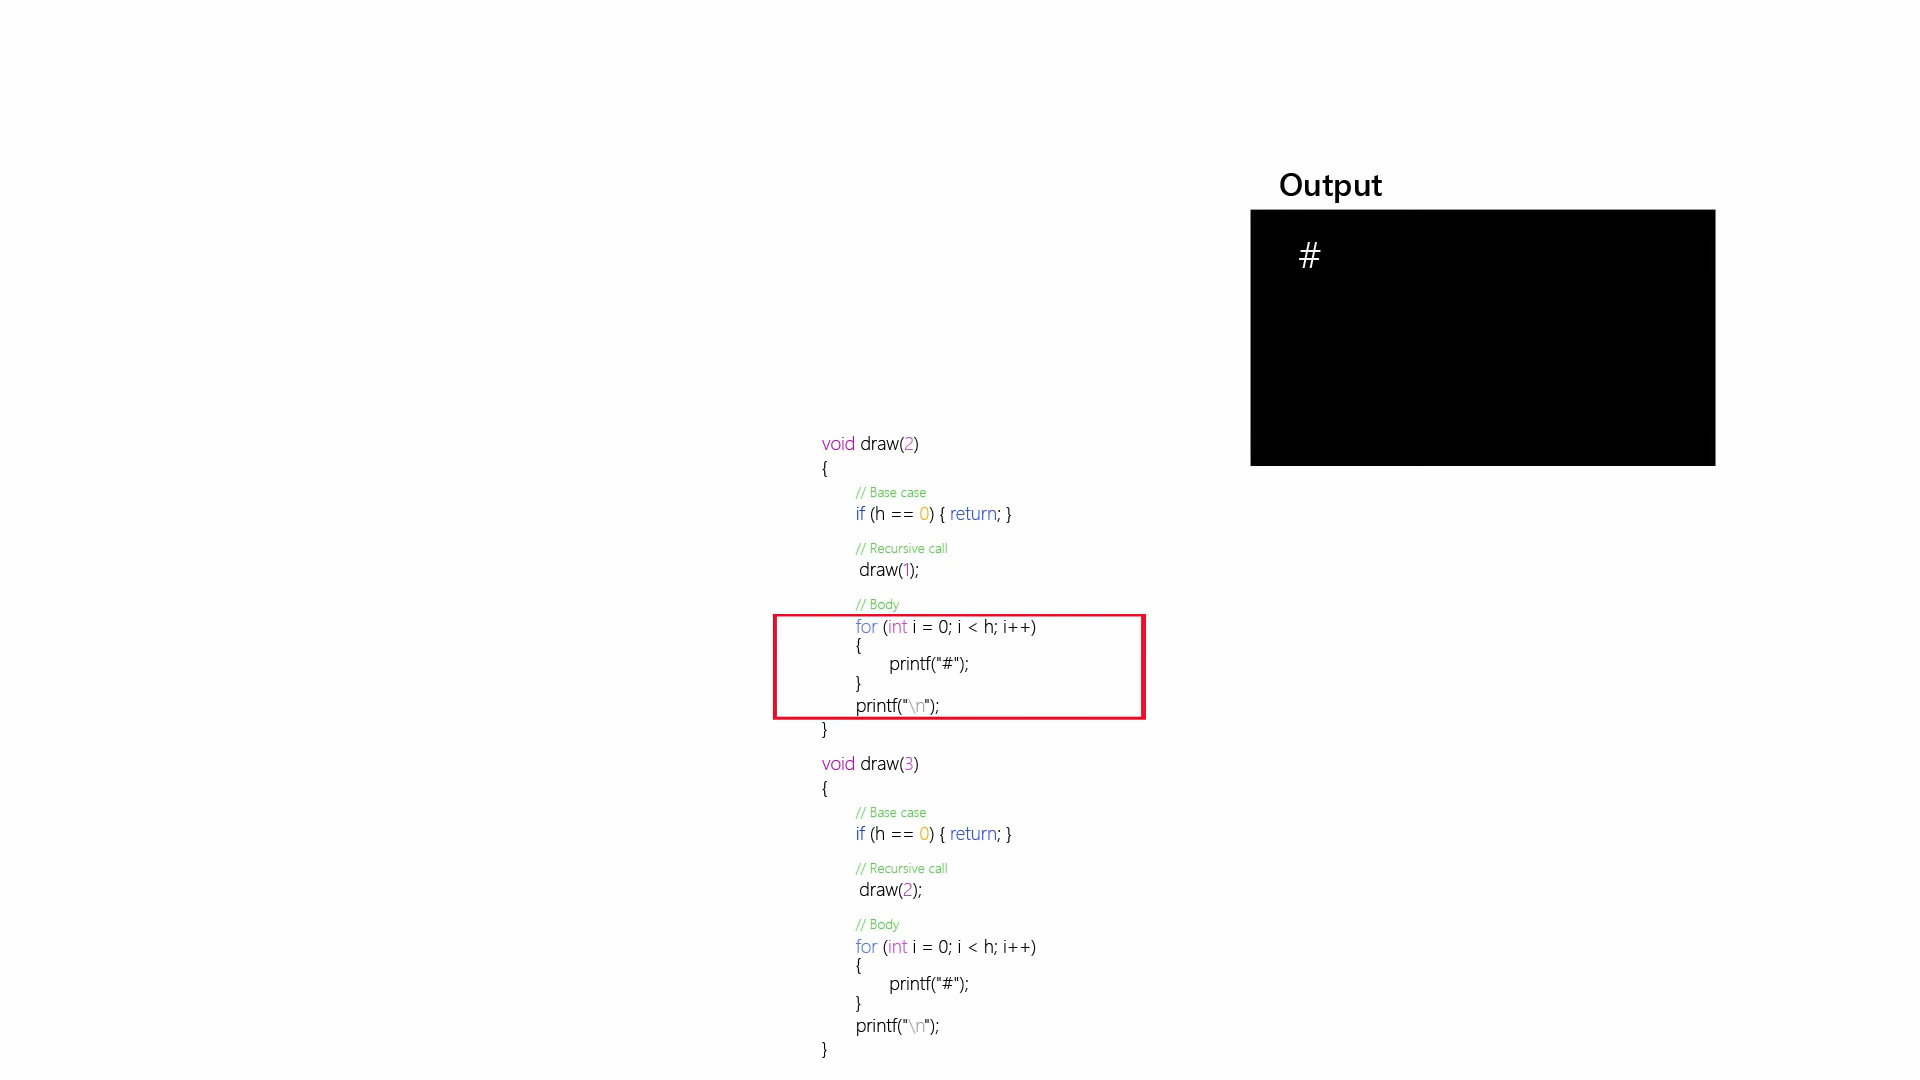 Output
#
void draw(2)
{
// Base case
if (h == 0) { return; }
// Recursive call
draw(1);
// Body
for (int i = 0; i < h; i++)
{
printf("#");
}
printf("\n");
}
void draw(3)
{
// Base case
if (h == 0) { return; }
// Recursive call
draw(2);
// Body
for (int i = 0; i < h; i++)
{
printf("#");
}
printf("\n");
}